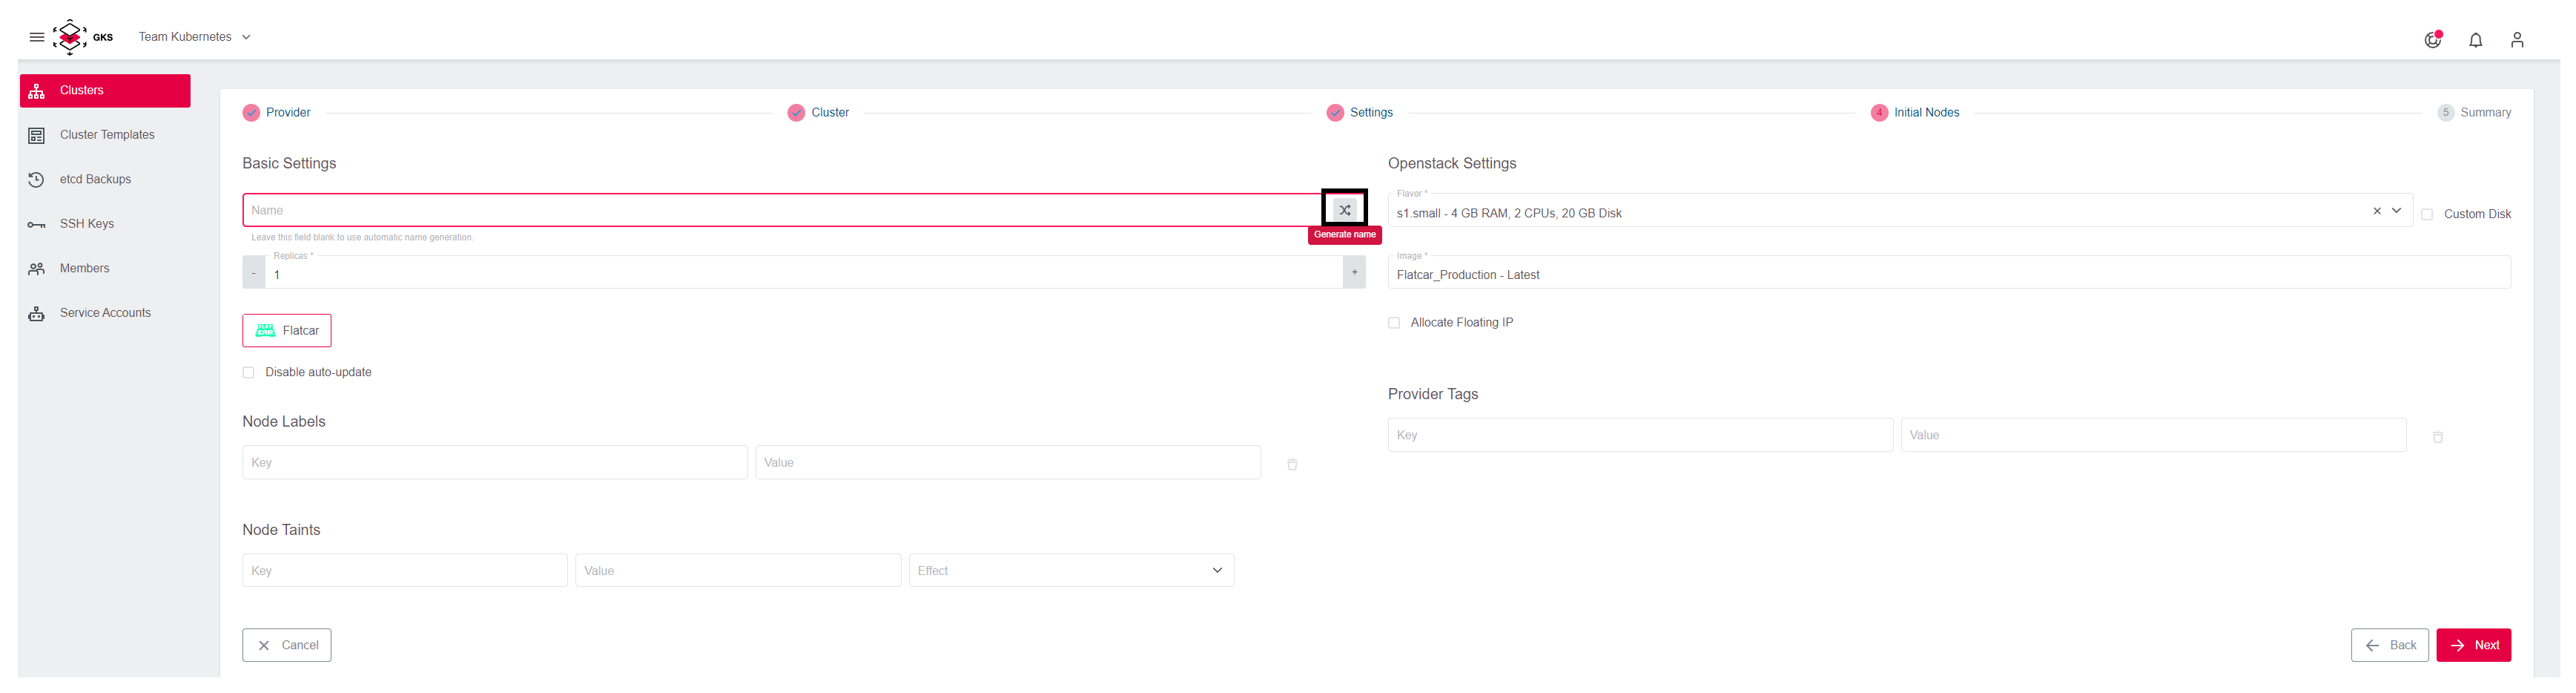 GKS
Team Kubernetes
Clusters
Cluster Templates
etcd Backups
SSH Keys
Members
Service Accounts
Provider
Cluster
Settings
4 Initial Nodes
5 Summary
Basic Settings
Name
Generate name
Leave this field blank to use automatic name generation.
Replicas *
- 1 +
FLAT CAR Flatcar
Disable auto-update
Node Labels
Key Value
Node Taints
Key Value Effect
Openstack Settings
Flavor *
s1.small - 4 GB RAM, 2 CPUs, 20 GB Disk
Custom Disk
Image *
Flatcar_Production - Latest
Allocate Floating IP
Provider Tags
Key Value
Cancel
Back
Next